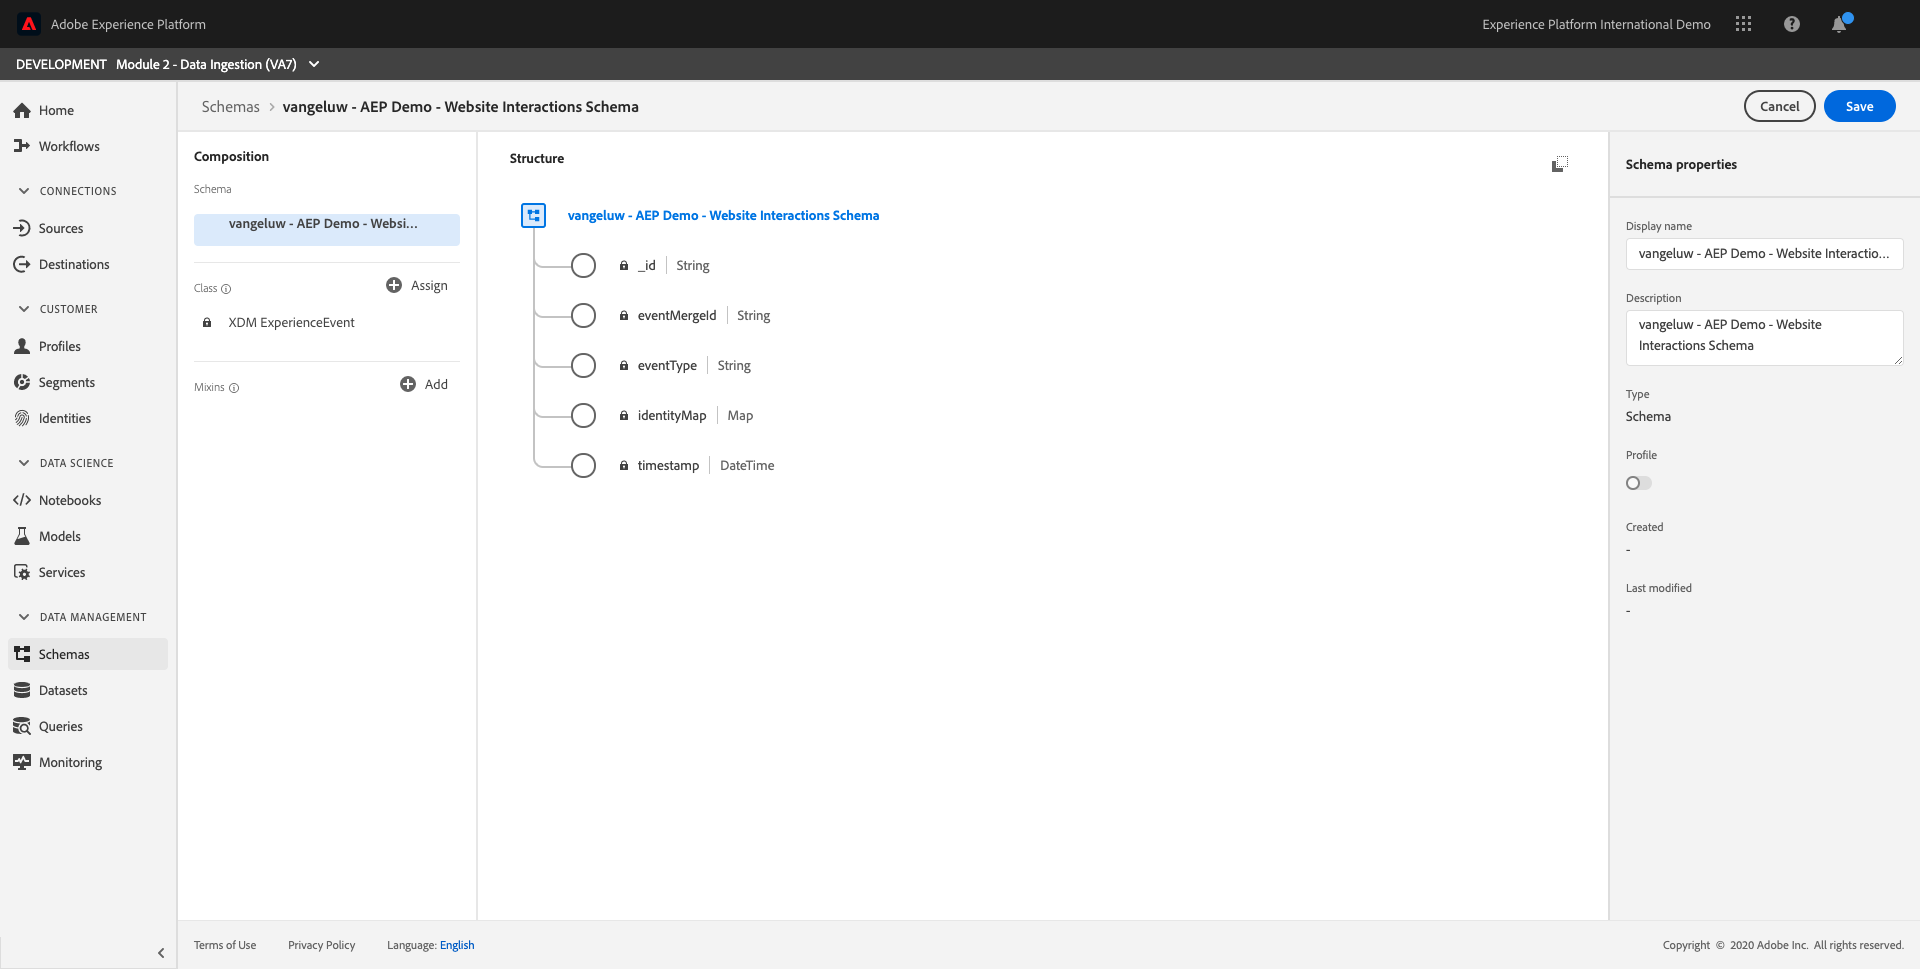 Adobe Experience Platform
Experience Platform International Demo
DEVELOPMENT Module 2 - Data Ingestion (VA7)
Home
Workflows
CONNECTIONS
Sources
Destinations
CUSTOMER
Profiles
Segments
Identities
DATA SCIENCE
Notebooks
Models
Services
DATA MANAGEMENT
Schemas
Datasets
Queries
Monitoring
Schemas > vangeluw - AEP Demo - Website Interactions Schema
Cancel
Save
Composition
Schema
vangeluw - AEP Demo - Websi...
Class
Assign
XDM ExperienceEvent
Mixins
Add
Structure
vangeluw - AEP Demo - Website Interactions Schema
_id String
eventMergeId String
eventType String
identityMap Map
timestamp DateTime
Schema properties
Display name
vangeluw - AEP Demo - Website Interactio...
Description
vangeluw - AEP Demo - Website
Interactions Schema
Type
Schema
Profile
Created
-
Last modified
-
Terms of Use
Privacy Policy
Language: English
Copyright © 2020 Adobe Inc. All rights reserved.